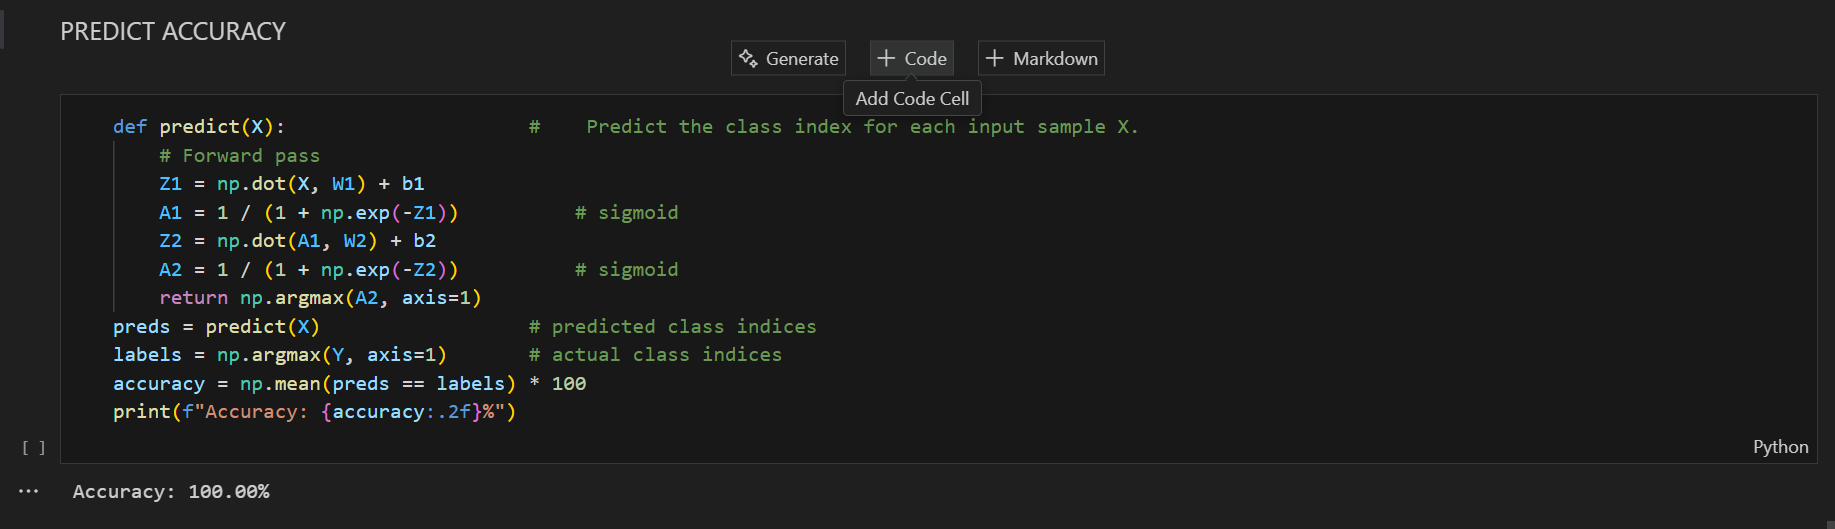 PREDICT ACCURACY
Generate
+ Code
+ Markdown
Add Code Cell
def predict(X):                     #    Predict the class index for each input sample X.
    # Forward pass
    Z1 = np.dot(X, W1) + b1
    A1 = 1 / (1 + np.exp(-Z1))          # sigmoid
    Z2 = np.dot(A1, W2) + b2
    A2 = 1 / (1 + np.exp(-Z2))          # sigmoid
    return np.argmax(A2, axis=1)
preds = predict(X)                  # predicted class indices
labels = np.argmax(Y, axis=1)       # actual class indices
accuracy = np.mean(preds == labels) * 100
print(f"Accuracy: {accuracy:.2f}%")
[ ]
Python
... Accuracy: 100.00%